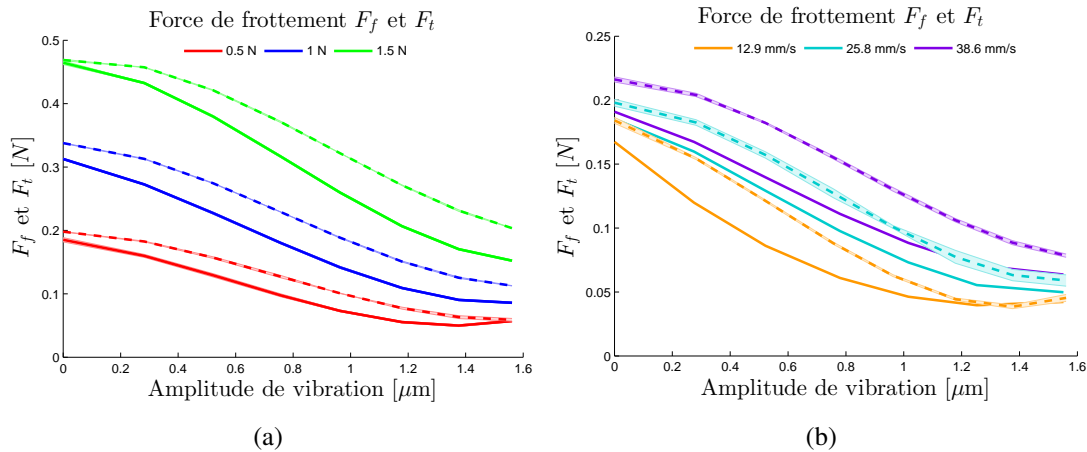 Force de frottement F_f et F_t
0.5 N 1 N 1.5 N
0.5
0.4
0.3
0.2
0.1
0
F_f et F_t [N]
0 0.2 0.4 0.6 0.8 1 1.2 1.4 1.6
Amplitude de vibration [μm]
(a)
Force de frottement F_f et F_t
12.9 mm/s 25.8 mm/s 38.6 mm/s
0.25
0.2
0.15
0.1
0.05
0
F_f et F_t [N]
0 0.2 0.4 0.6 0.8 1 1.2 1.4 1.6
Amplitude de vibration [μm]
(b)